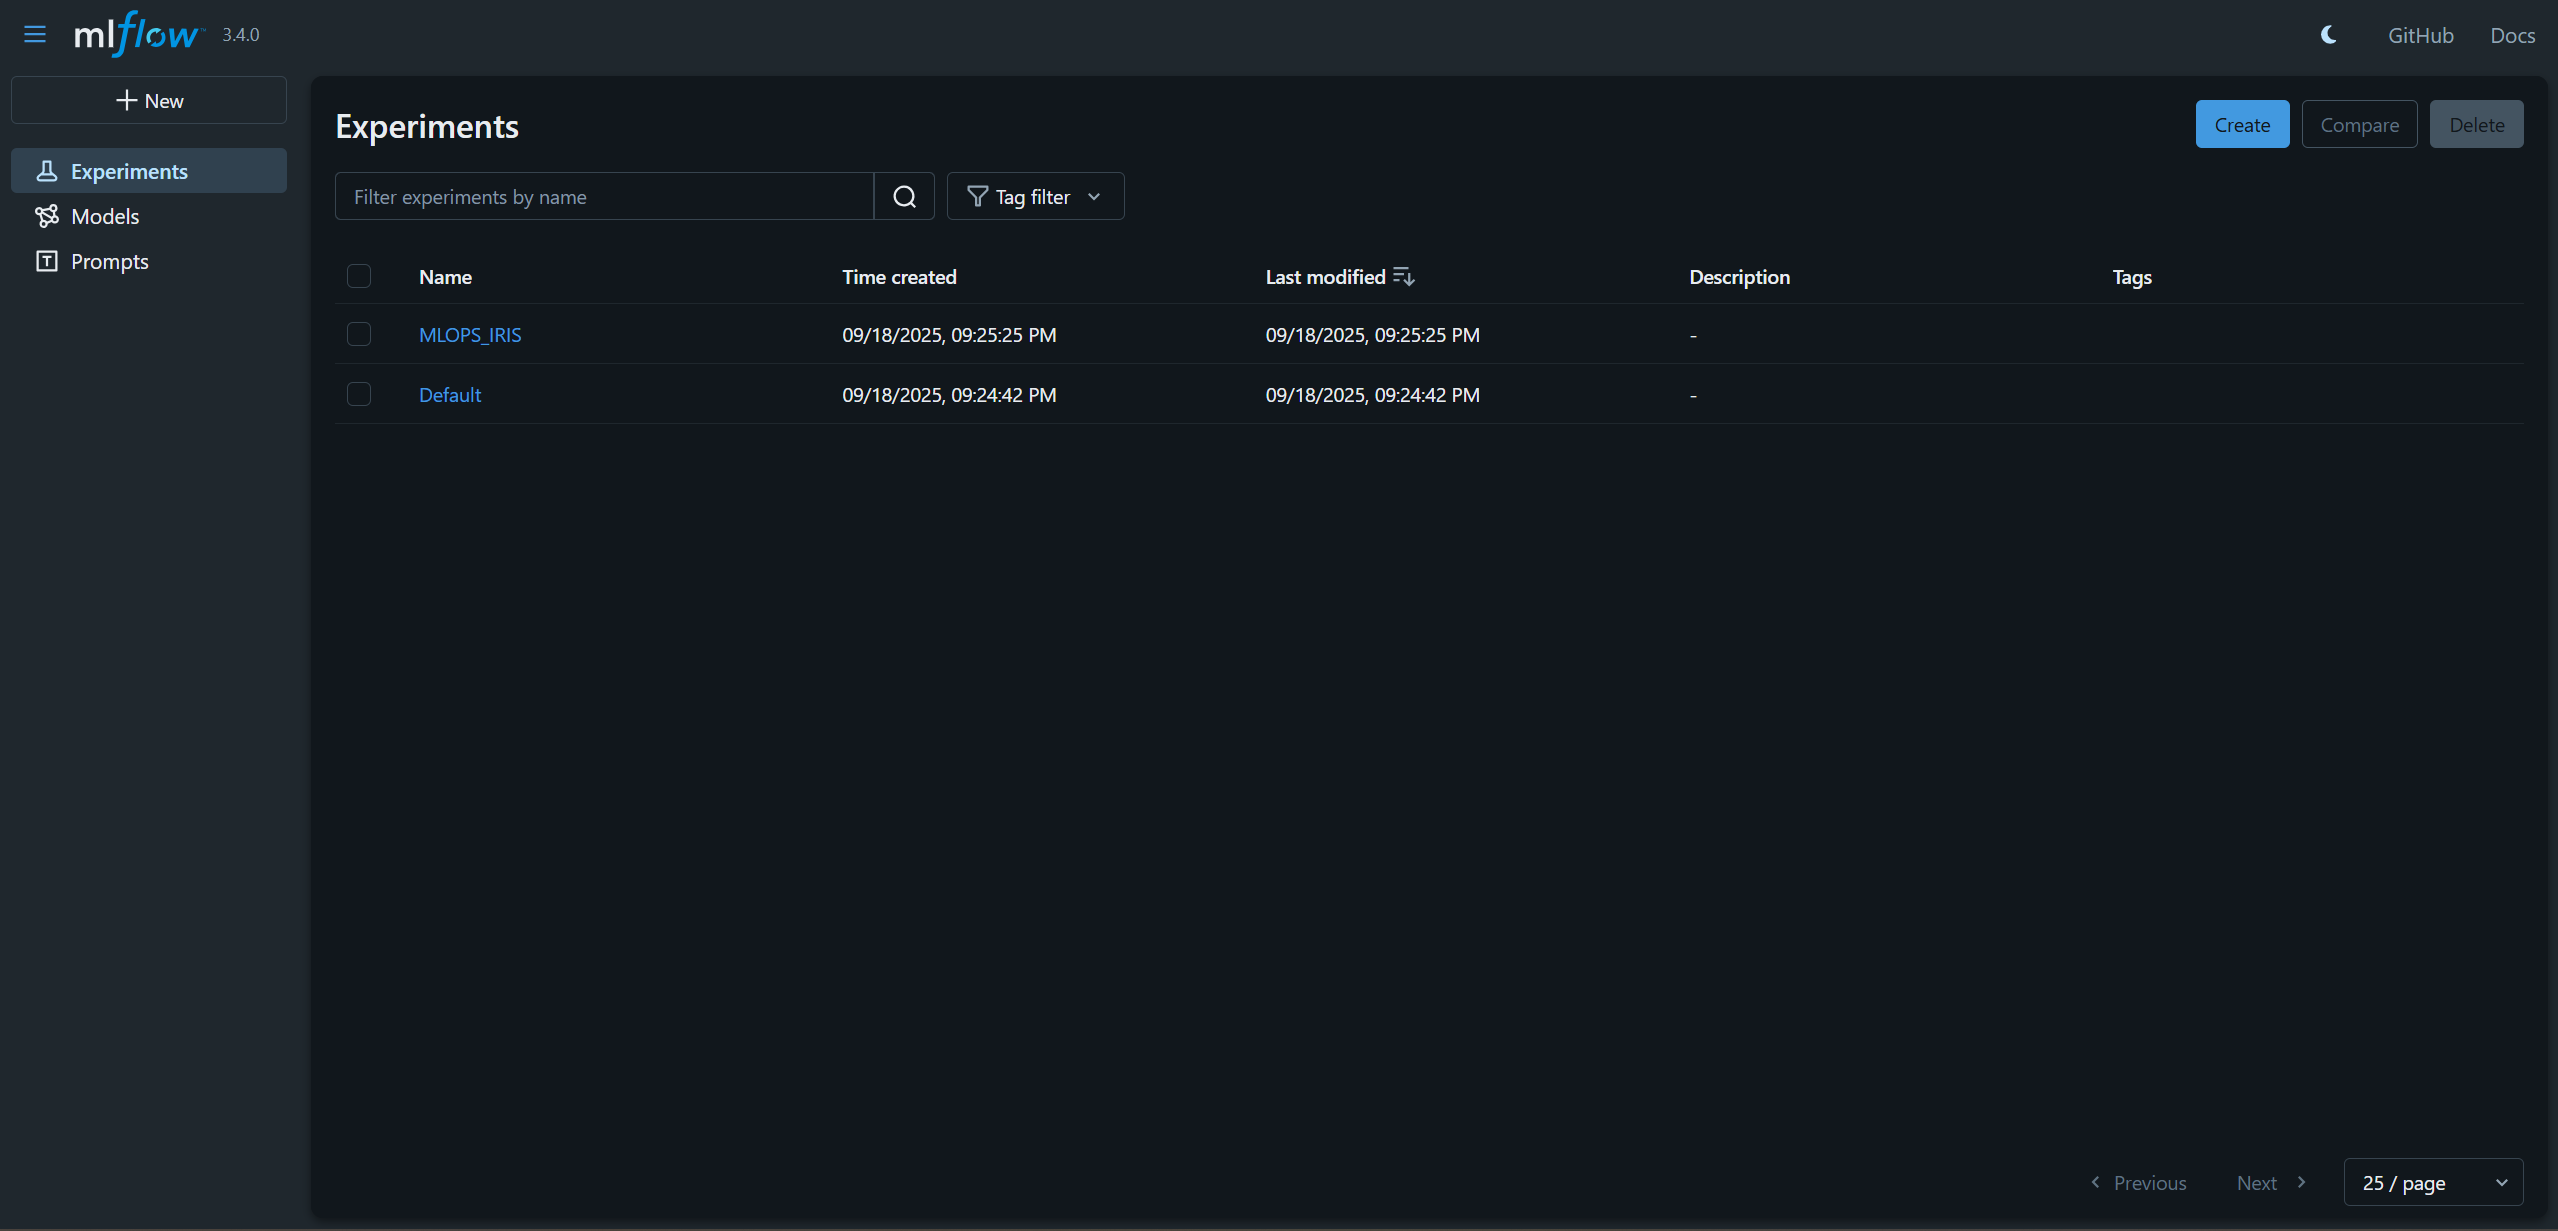 mlflow™ 3.4.0
GitHub Docs
New
Experiments
Models
Prompts
Experiments
Create Compare Delete
Filter experiments by name
Tag filter
Name Time created Last modified Description Tags
MLOPS_IRIS 09/18/2025, 09:25:25 PM 09/18/2025, 09:25:25 PM -
Default 09/18/2025, 09:24:42 PM 09/18/2025, 09:24:42 PM -
Previous Next 25 / page